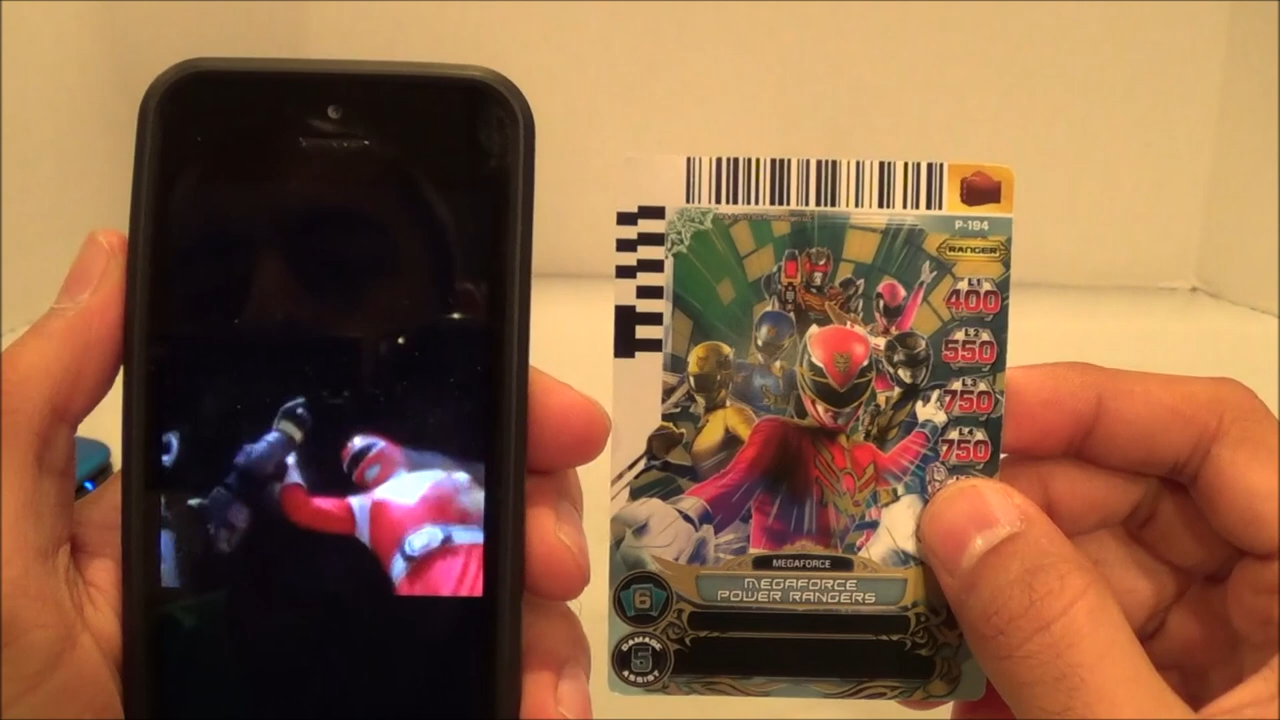 P-194
RANGER
L1
400
L2
550
L3
750
L4
750
MEGAFORCE
MEGAFORCE
POWER RANGERS
6
DAMAGE
5
ASSIST